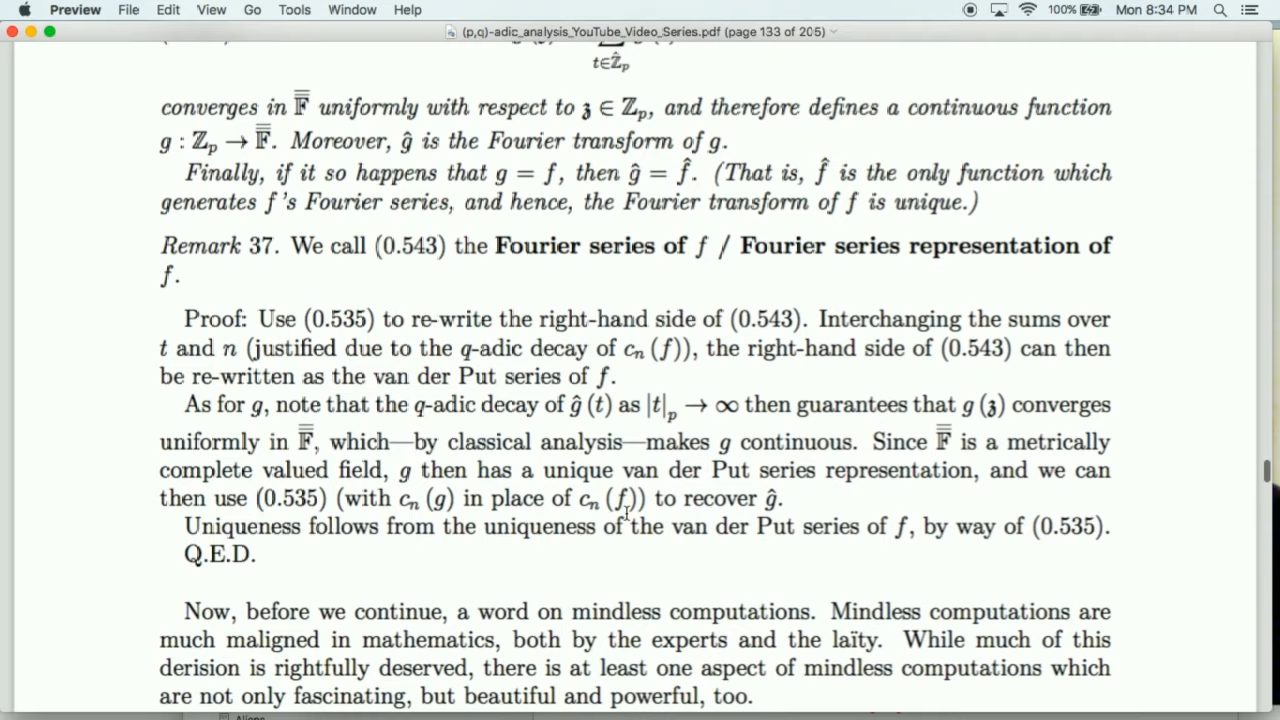 Preview File Edit View Go Tools Window Help 100% Mon 8:34 PM
(p,q)-adic_analysis_YouTube_Video_Series.pdf (page 133 of 205)
t∈ℤ̂ₚ
converges in 𝔽̿ uniformly with respect to 𝔷 ∈ ℤₚ, and therefore defines a continuous function
g : ℤₚ → 𝔽̿. Moreover, ĝ is the Fourier transform of g.
Finally, if it so happens that g = f, then ĝ = f̂. (That is, f̂ is the only function which
generates f's Fourier series, and hence, the Fourier transform of f is unique.)
Remark 37. We call (0.543) the Fourier series of f / Fourier series representation of
f.
Proof: Use (0.535) to re-write the right-hand side of (0.543). Interchanging the sums over
t and n (justified due to the q-adic decay of cₙ (f)), the right-hand side of (0.543) can then
be re-written as the van der Put series of f.
As for g, note that the q-adic decay of ĝ (t) as |t|ₚ → ∞ then guarantees that g (𝔷) converges
uniformly in 𝔽̿, which—by classical analysis—makes g continuous. Since 𝔽̿ is a metrically
complete valued field, g then has a unique van der Put series representation, and we can
then use (0.535) (with cₙ (g) in place of cₙ (f)) to recover ĝ.
Uniqueness follows from the uniqueness of the van der Put series of f, by way of (0.535).
Q.E.D.
Now, before we continue, a word on mindless computations. Mindless computations are
much maligned in mathematics, both by the experts and the laïty. While much of this
derision is rightfully deserved, there is at least one aspect of mindless computations which
are not only fascinating, but beautiful and powerful, too.